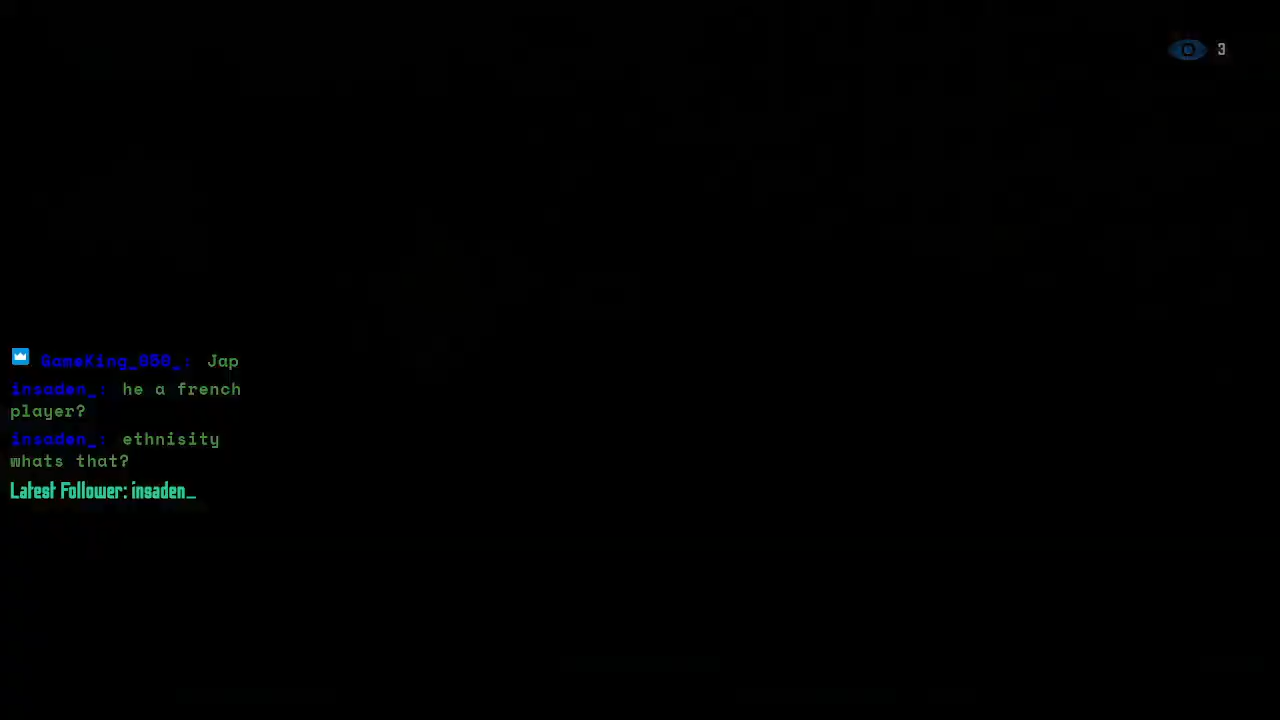 3
GameKing_050_: Jap
insaden_: he a french
player?
insaden_: ethnisity
whats that?
Latest Follower: insaden_